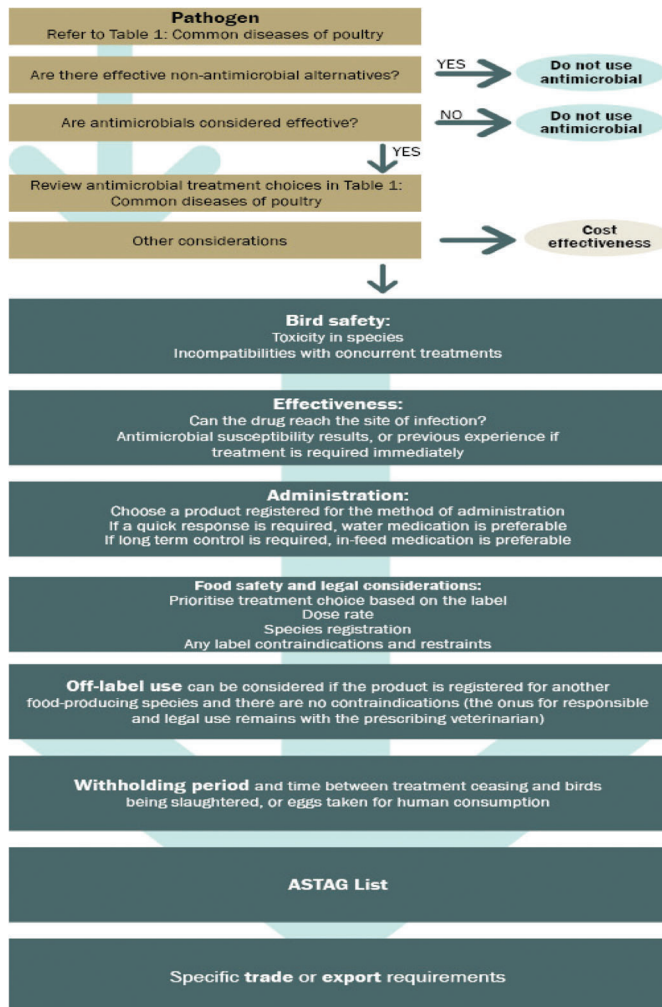 Pathogen
Refer to Table 1: Common diseases of poultry
Are there effective non-antimicrobial alternatives?
YES
Do not use
antimicrobial
Are antimicrobials considered effective?
NO
Do not use
antimicrobial
YES
Review antimicrobial treatment choices in Table 1:
Common diseases of poultry
Other considerations
Cost
effectiveness
Bird safety:
Toxicity in species
Incompatibilities with concurrent treatments
Effectiveness:
Can the drug reach the site of infection?
Antimicrobial susceptibility results, or previous experience if
treatment is required immediately
Administration:
Choose a product registered for the method of administration
If a quick response is required, water medication is preferable
If long term control is required, in-feed medication is preferable
Food safety and legal considerations:
Prioritise treatment choice based on the label
Dose rate
Species registration
Any label contraindications and restraints
Off-label use can be considered if the product is registered for another
food-producing species and there are no contraindications (the onus for responsible
and legal use remains with the prescribing veterinarian)
Withholding period and time between treatment ceasing and birds
being slaughtered, or eggs taken for human consumption
ASTAG List
Specific trade or export requirements